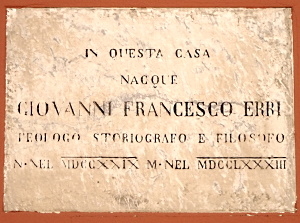 IN QUESTA CASA
NACQUE
GIOVANNI FRANCESCO ERBI
TEOLOGO STORIOGRAFO E FILOSOFO
N·NEL MDCCXXIX M·NEL MDCCLXXXIII